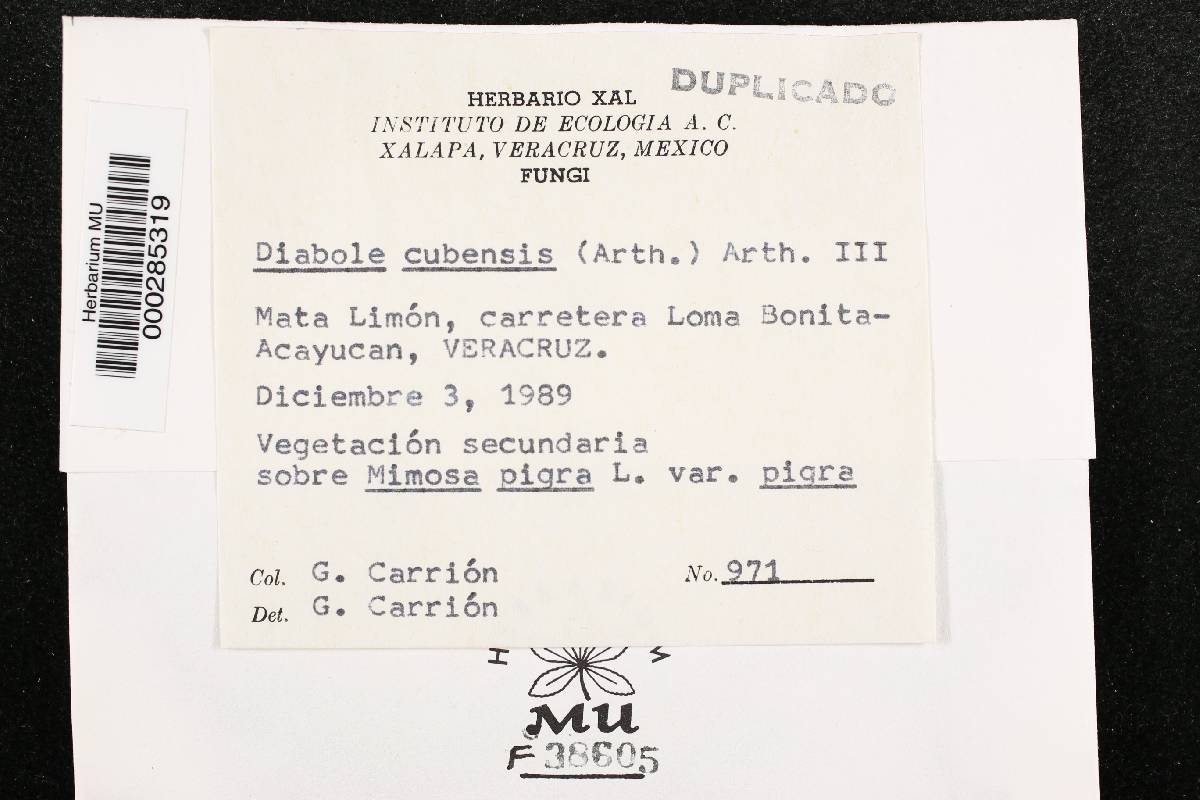 DUPLICADO
HERBARIO XAL
INSTITUTO DE ECOLOGIA A. C.
XALAPA, VERACRUZ, MEXICO
FUNGI
Herbarium MU
000285319
Diabole cubensis (Arth.) Arth. III
Mata Limón, carretera Loma Bonita-
Acayucan, VERACRUZ.
Diciembre 3, 1989
Vegetación secundaria
sobre Mimosa pigra L. var. pigra
Col. G. Carrión No. 971
Det. G. Carrión
MU
F 38605